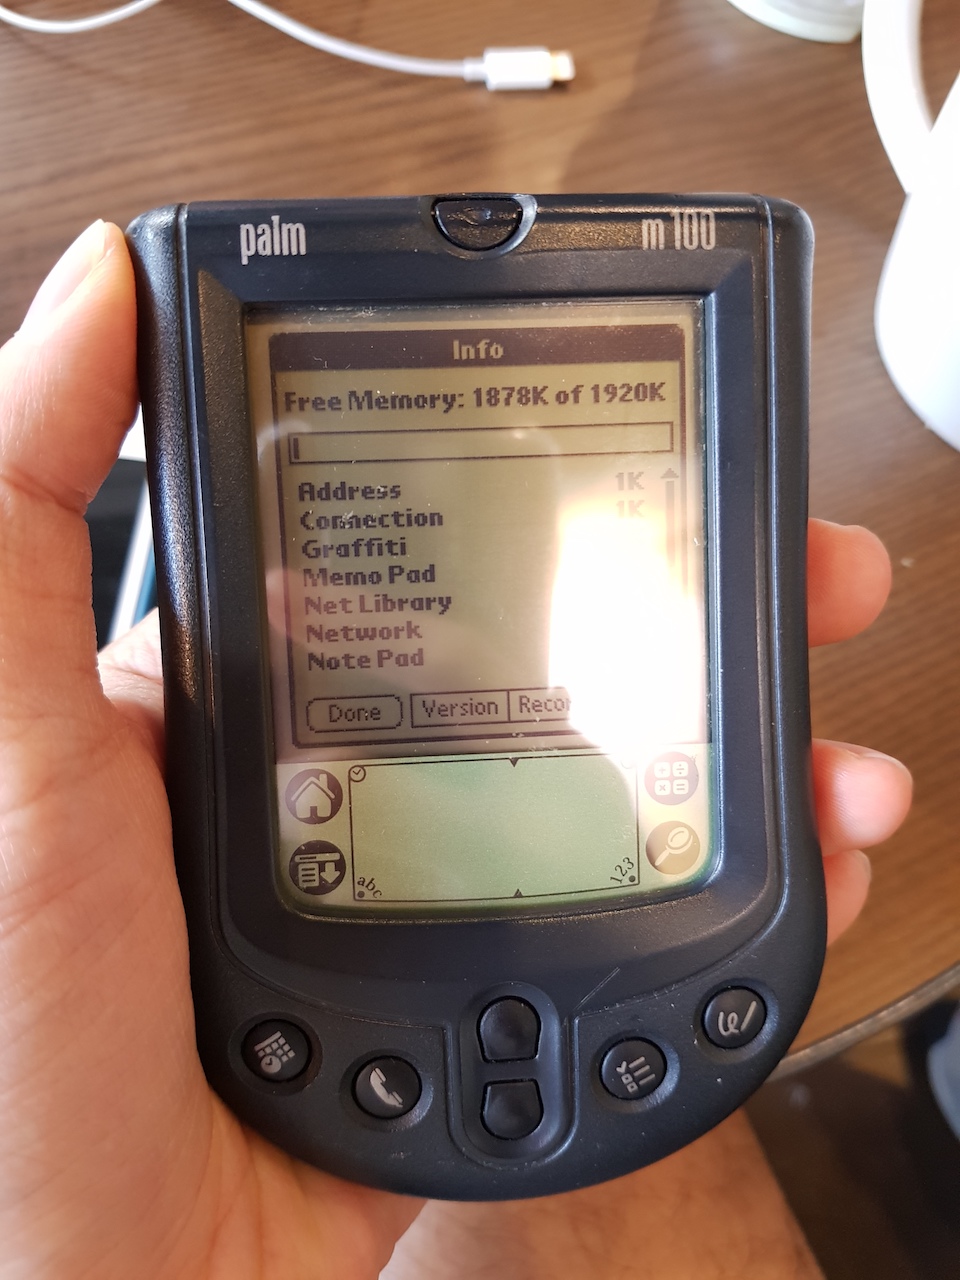 palm m100
Info
Free Memory: 1878K of 1920K
Address 1K
Connection 1K
Graffiti
Memo Pad
Net Library
Network
Note Pad
Done Version
abc 123